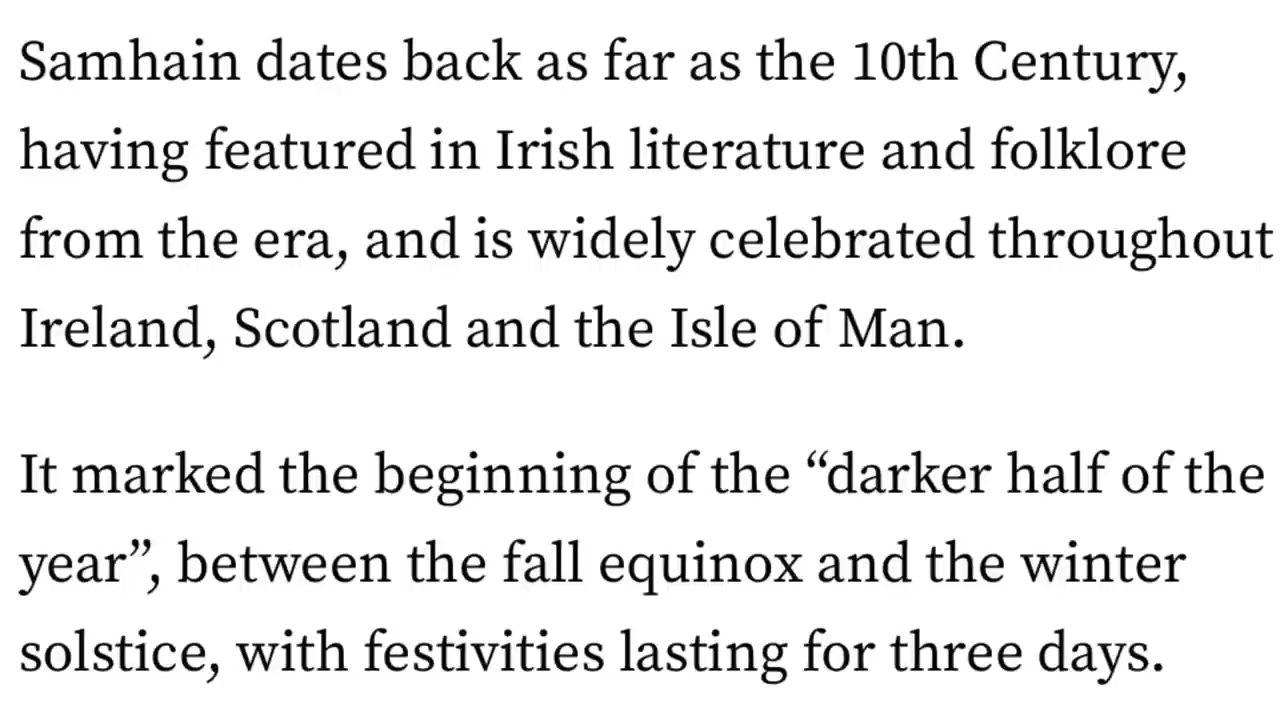 Samhain dates back as far as the 10th Century,
having featured in Irish literature and folklore
from the era, and is widely celebrated throughout
Ireland, Scotland and the Isle of Man.
It marked the beginning of the “darker half of the
year”, between the fall equinox and the winter
solstice, with festivities lasting for three days.